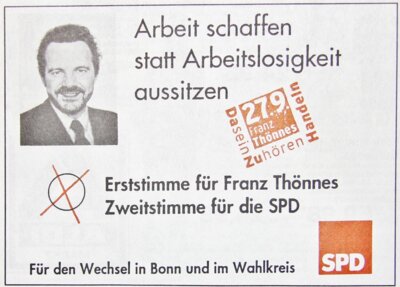 Arbeit schaffen
statt Arbeitslosigkeit
aussitzen
27.9.
Franz
Thönnes
Dasein
Zuhören
Handeln
Erststimme für Franz Thönnes
Zweitstimme für die SPD
SPD
Für den Wechsel in Bonn und im Wahlkreis